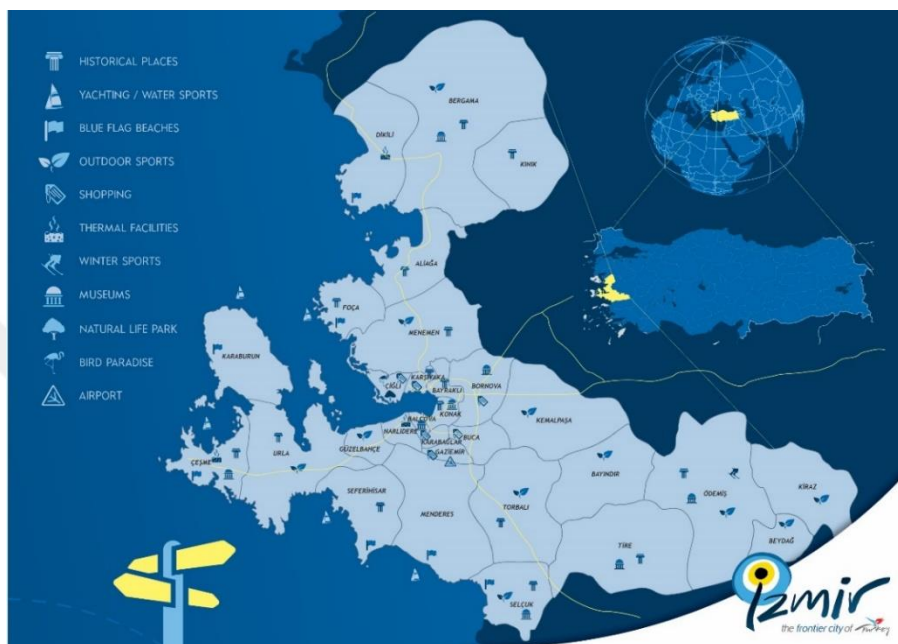 HISTORICAL PLACES
YACHTING / WATER SPORTS
BLUE FLAG BEACHES
OUTDOOR SPORTS
SHOPPING
THERMAL FACILITIES
WINTER SPORTS
MUSEUMS
NATURAL LIFE PARK
BIRD PARADISE
AIRPORT
BERGAMA
DİKİLİ
KINIK
ALİAĞA
FOÇA
MENEMEN
KARABURUN
ÇİĞLİ
KARŞIYAKA
BAYRAKLI
BORNOVA
KONAK
KEMALPAŞA
BALÇOVA
NARLIDERE
KARABAĞLAR
BUCA
GAZİEMİR
ÇEŞME
URLA
GÜZELBAHÇE
SEFERİHİSAR
MENDERES
TORBALI
BAYINDIR
ÖDEMİŞ
KİRAZ
BEYDAĞ
TİRE
SELÇUK
izmir
the frontier city of Turkey